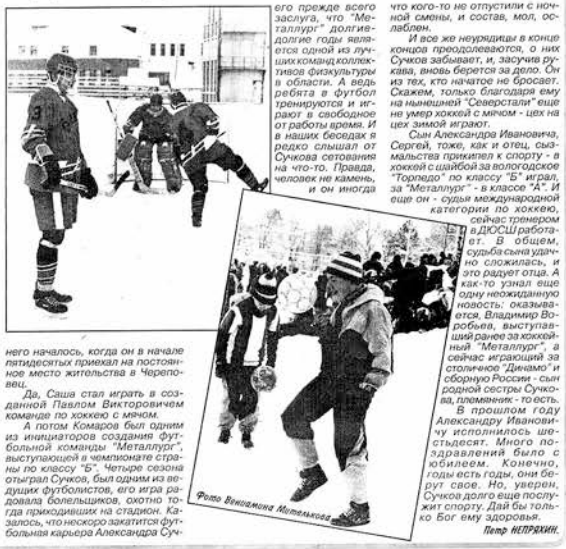 него началось, когда он в начале
пятидесятых приехал на постоян-
ное место жительства в Черепо-
вец.
Да, Саша стал играть в соз-
данной Павлом Викторовичем
команде по хоккею с мячом.
А потом Комаров был одним
из инициаторов создания фут-
больной команды "Металлург",
выступающей в чемпионате стра-
ны по классу "Б". Четыре сезона
отыграл Сучков, был одним из ве-
дущих футболистов, его игра ра-
довала болельщиков, охотно то-
гда приходивших на стадион. Ка-
залось, что нескоро закатится фут-
больная карьера Александра Суч-
его прежде всего
заслуга, что "Ме-
таллург" долгие-
долгие годы явля-
ется одной из луч-
ших команд коллек-
тивов физкультуры
в области. А ведь
ребята в футбол
тренируются и иг-
рают в свободное
от работы время. И
в наших беседах я
редко слышал от
Сучкова сетования
на что-то. Правда,
человек не камень,
и он иногда
Фото Вениамина Метелькова
что кого-то не отпустили с ноч-
ной смены, и состав, мол, ос-
лаблен.
И все же неурядицы в конце
концов преодолеваются, о них
Сучков забывает, и, засучив ру-
кава, вновь берется за дело. Он
из тех, кто начатое не бросает.
Скажем, только благодаря ему
на нынешней "Северстали" еще
не умер хоккей с мячом - цех на
цех зимой играют.
Сын Александра Ивановича,
Сергей, тоже, как и отец, сыз-
мальства прикипел к спорту - в
хоккей с шайбой за вологодское
"Торпедо" по классу "Б" играл,
за "Металлург" - в классе "А". И
еще он - судья международной
категории по хоккею,
сейчас тренером
в ДЮСШ работа-
ет. В общем,
судьба сына удач-
но сложилась, и
это радует отца. А
как-то узнал еще
одну неожиданную
новость: оказыва-
ется, Владимир Во-
робьев, выступав-
ший ранее за хоккей-
ный "Металлург", а
сейчас играющий за
столичное "Динамо" и
сборную России - сын
родной сестры Сучко-
ва, племянник - то есть.
В прошлом году
Александру Иванови-
чу исполнилось ше-
стьдесят. Много по-
здравлений было с
юбилеем. Конечно,
годы есть годы, они бе-
рут свое. Но, уверен,
Сучков долго еще послу-
жит спорту. Дай бы толь-
ко Бог ему здоровья.
Петр НЕПРЯХИН.